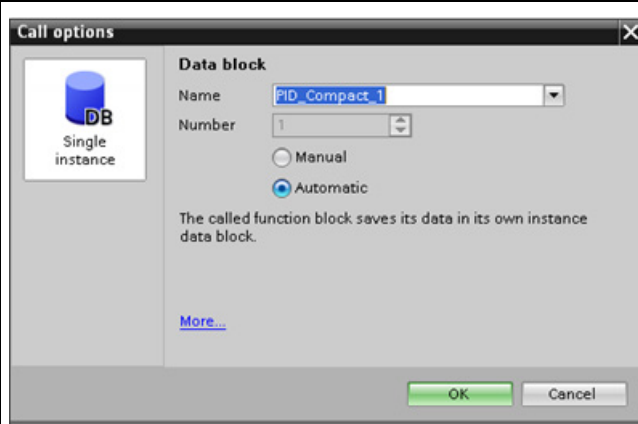 Call options
Data block
Name
PID_Compact_1
Number
1
Manual
Automatic
DB
Single
instance
The called function block saves its data in its own instance
data block.
More...
OK
Cancel